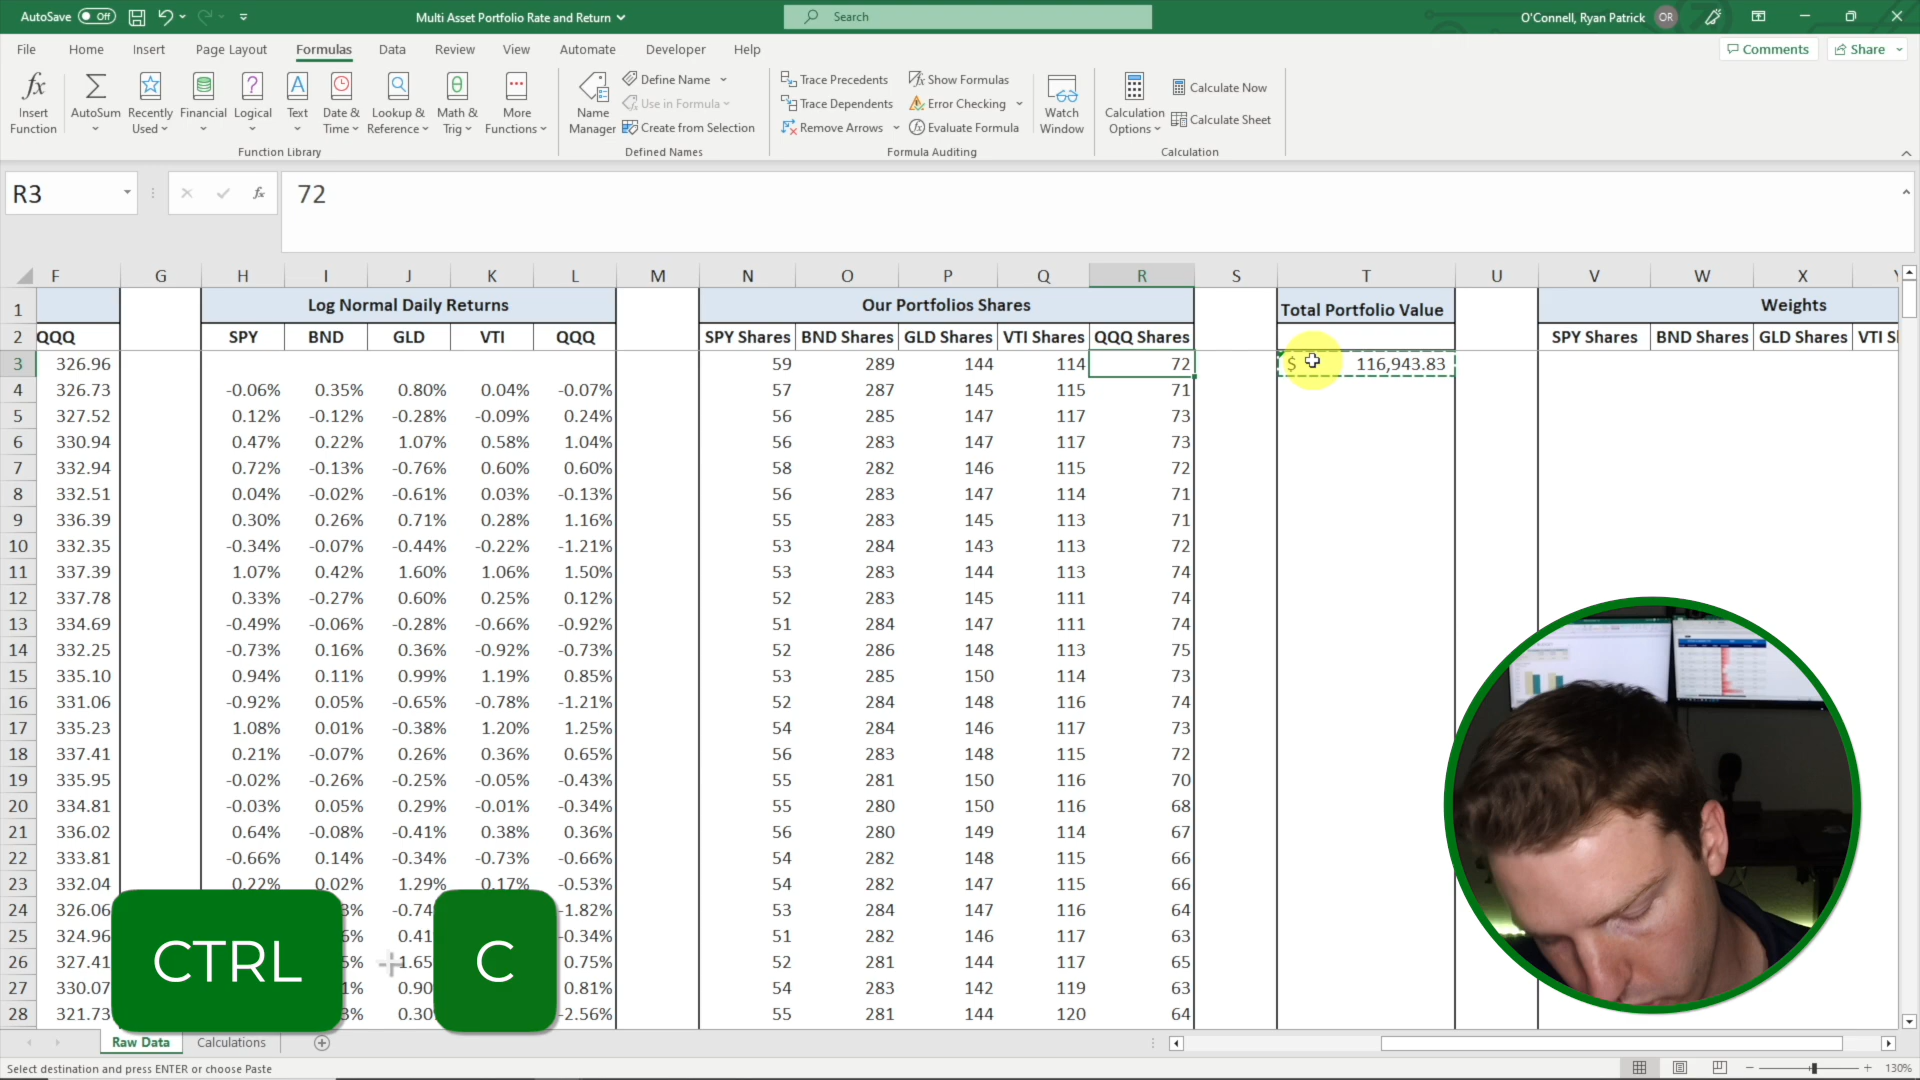 AutoSave Off
Multi Asset Portfolio Rate and Return
Search
O'Connell, Ryan Patrick OR
File Home Insert Page Layout Formulas Data Review View Automate Developer Help
Comments Share
Insert Function
AutoSum
Recently Used
Financial
Logical
Text
Date & Time
Lookup & Reference
Math & Trig
More Functions
Function Library
Name Manager
Define Name
Use in Formula
Create from Selection
Defined Names
Trace Precedents
Trace Dependents
Remove Arrows
Show Formulas
Error Checking
Evaluate Formula
Formula Auditing
Watch Window
Calculation Options
Calculate Now
Calculate Sheet
Calculation
R3 fx 72
F G H I J K L M N O P Q R S T U V W X
1 Log Normal Daily Returns Our Portfolios Shares Total Portfolio Value Weights
2 QQQ SPY BND GLD VTI QQQ SPY Shares BND Shares GLD Shares VTI Shares QQQ Shares SPY Shares BND Shares GLD Shares VTI S
3 326.96 59 289 144 114 72 $ 116,943.83
4 326.73 -0.06% 0.35% 0.80% 0.04% -0.07% 57 287 145 115 71
5 327.52 0.12% -0.12% -0.28% -0.09% 0.24% 56 285 147 117 73
6 330.94 0.47% 0.22% 1.07% 0.58% 1.04% 56 283 147 117 73
7 332.94 0.72% -0.13% -0.76% 0.60% 0.60% 58 282 146 115 72
8 332.51 0.04% -0.02% -0.61% 0.03% -0.13% 56 283 147 114 71
9 336.39 0.30% 0.26% 0.71% 0.28% 1.16% 55 283 145 113 71
10 332.35 -0.34% -0.07% -0.44% -0.22% -1.21% 53 284 143 113 72
11 337.39 1.07% 0.42% 1.60% 1.06% 1.50% 53 283 144 113 74
12 337.78 0.33% -0.27% 0.60% 0.25% 0.12% 52 283 145 111 74
13 334.69 -0.49% -0.06% -0.28% -0.66% -0.92% 51 284 147 111 74
14 332.25 -0.73% 0.16% 0.36% -0.92% -0.73% 52 286 148 113 75
15 335.10 0.94% 0.11% 0.99% 1.19% 0.85% 53 285 150 114 73
16 331.06 -0.92% 0.05% -0.65% -0.78% -1.21% 52 284 148 116 74
17 335.23 1.08% 0.01% -0.38% 1.20% 1.25% 54 284 146 117 73
18 337.41 0.21% -0.07% 0.26% 0.36% 0.65% 56 283 148 115 72
19 335.95 -0.02% -0.26% -0.25% -0.05% -0.43% 55 281 150 116 70
20 334.81 -0.03% 0.05% 0.29% -0.01% -0.34% 55 280 150 116 68
21 336.02 0.64% -0.08% -0.41% 0.38% 0.36% 56 280 149 114 67
22 333.81 -0.66% 0.14% -0.34% -0.73% -0.66% 54 282 148 115 66
23 332.04 0.22% 0.02% 1.29% 0.17% -0.53% 54 282 147 115 66
24 326.06 3% -0.74 -1.82% 53 284 147 116 64
25 324.96 6% 0.41 -0.34% 51 282 146 117 63
26 327.41 5% 1.65 0.75% 52 281 144 117 65
27 330.07 1% 0.90 0.81% 54 283 142 119 63
28 321.73 3% 0.30 -2.56% 55 281 144 120 64
CTRL + C
Raw Data Calculations
Select destination and press ENTER or choose Paste
130%